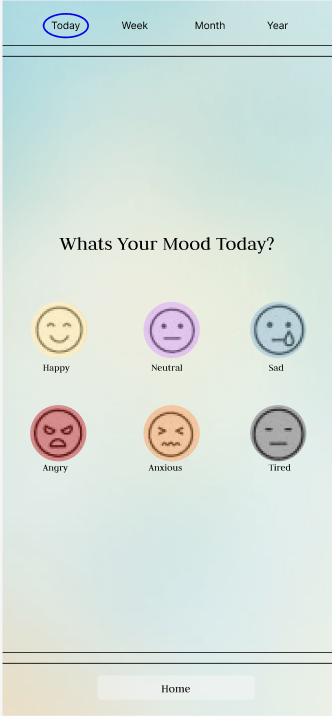 Today Week Month Year
Whats Your Mood Today?
Happy Neutral Sad
Angry Anxious Tired
Home